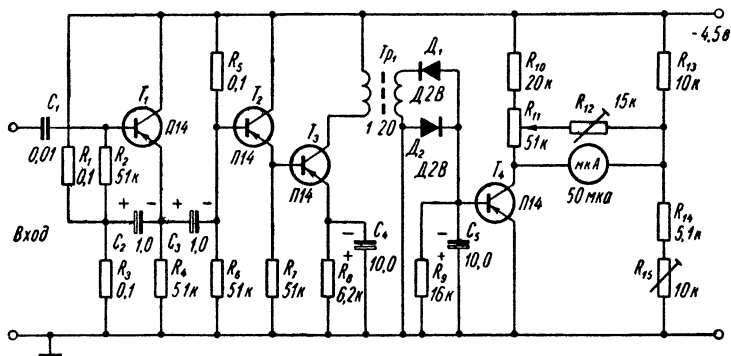 - 4,5в
C₁
0,01
R₁
0,1
R₂
51к
T₁
П14
R₅
0,1
T₂
П14
T₃
П14
Тр₁
1 20
Д₁
Д2В
Д₂
Д2В
R₁₀
20к
R₁₁
51к
R₁₂
15к
R₁₃
10к
мкА
50 мка
T₄
П14
R₁₄
5,1к
R₁₅
10к
Вход
+ -
C₂
1,0
+ -
C₃
1,0
R₃
0,1
R₄
51к
R₆
51к
R₇
51к
R₈
6,2к
-
+
C₄
10,0
R₉
16к
-
+
C₅
10,0